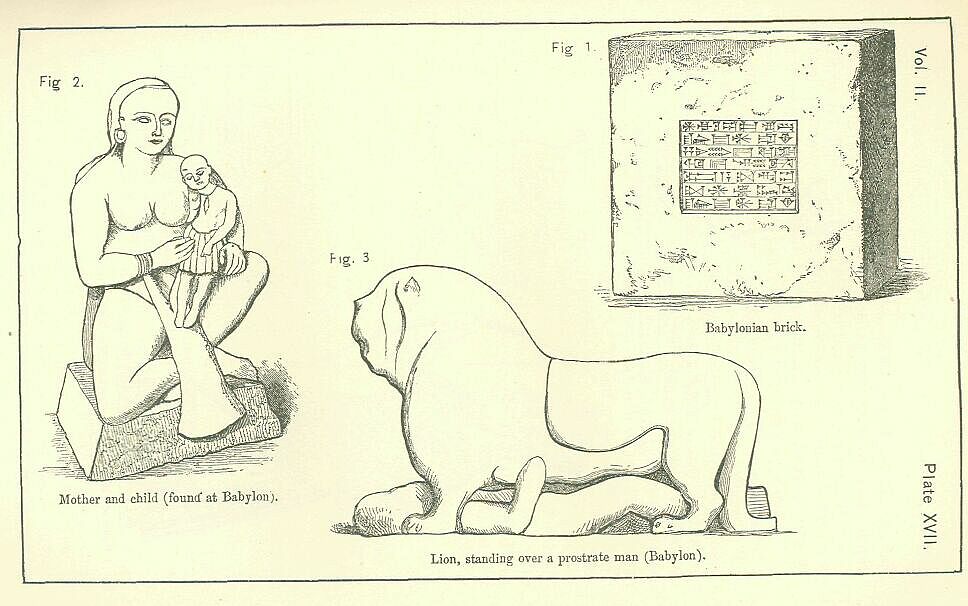 Fig 1.
Vol. II.
Fig 2.
Babylonian brick.
Fig. 3
Mother and child (found at Babylon).
Lion, standing over a prostrate man (Babylon).
Plate XVII.